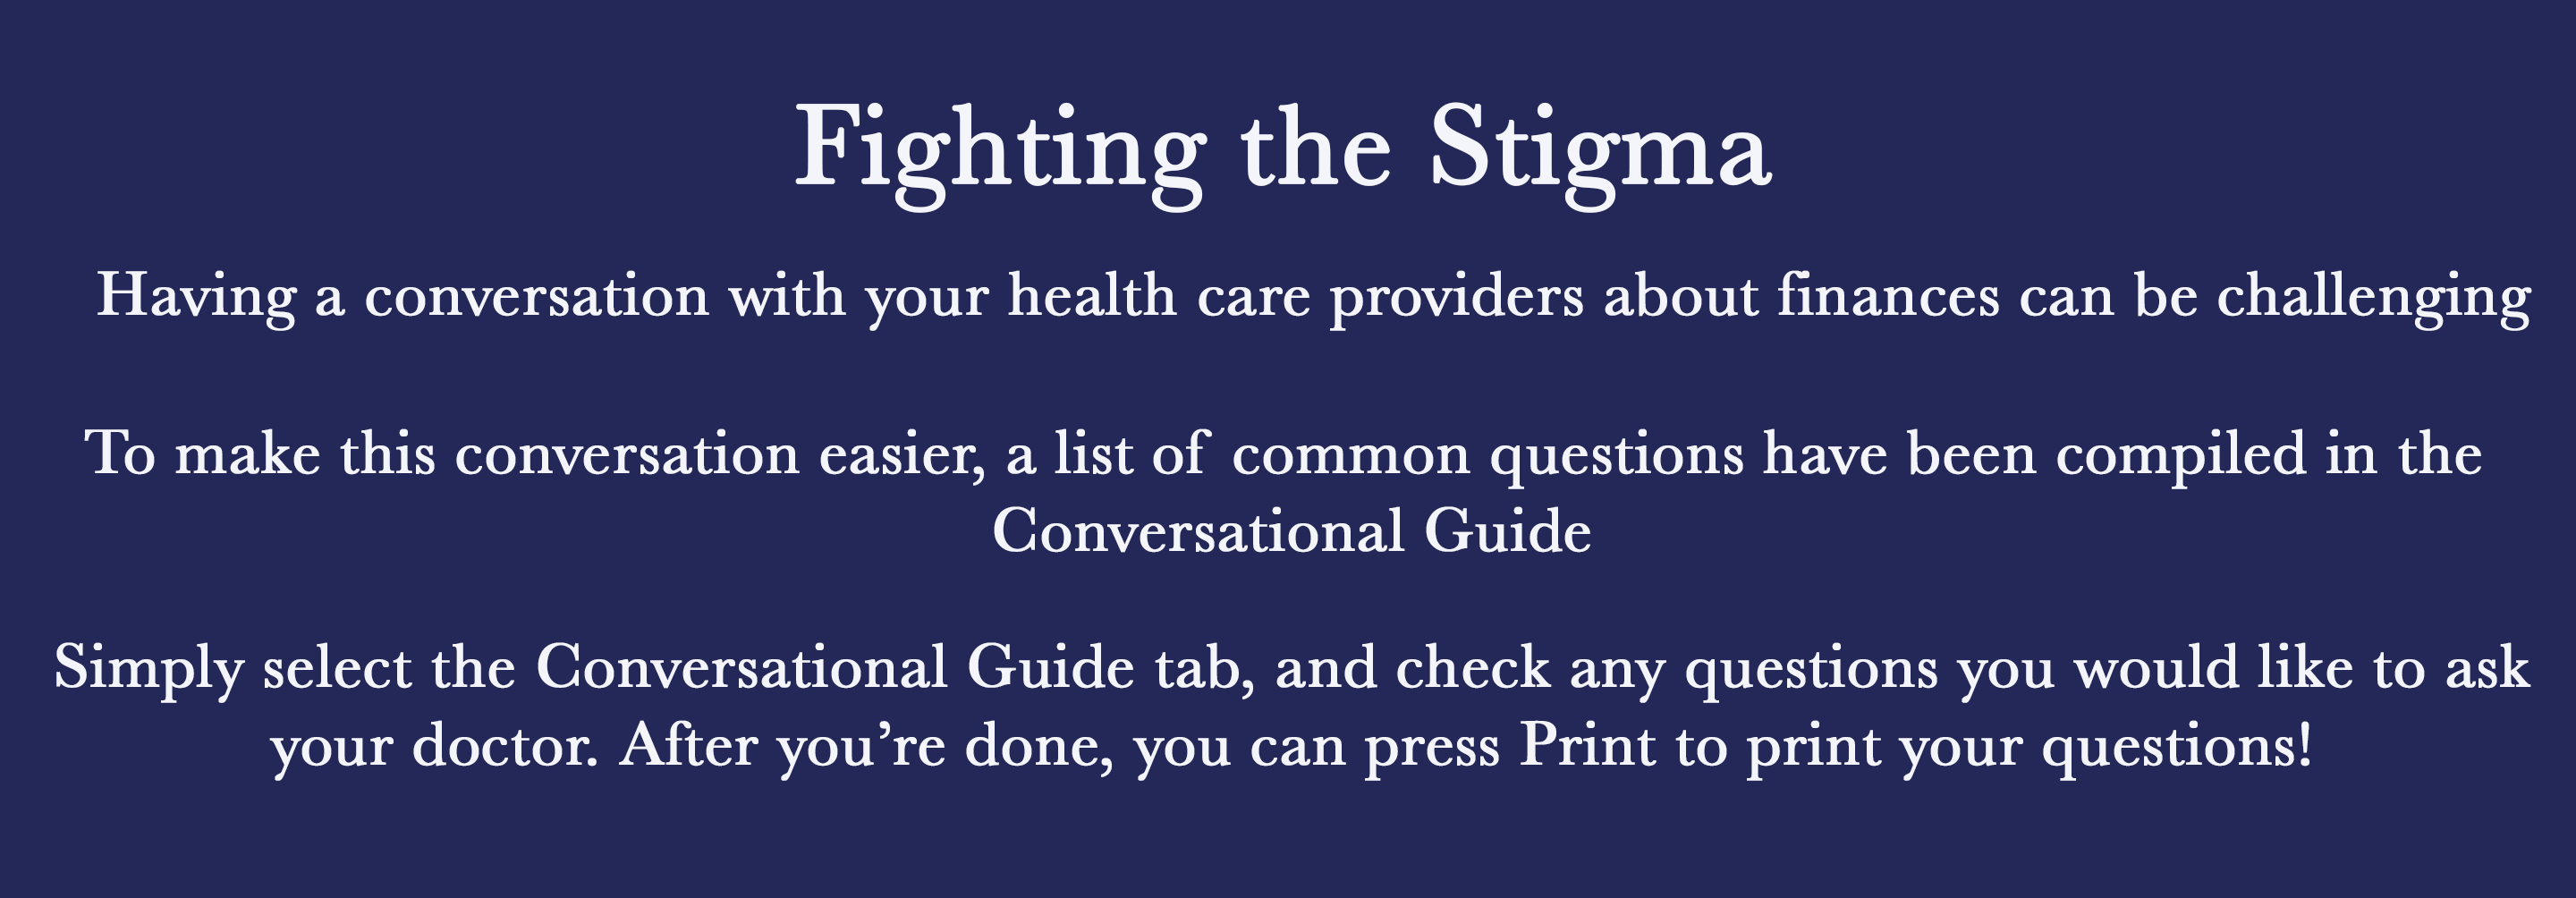 Fighting the Stigma
Having a conversation with your health care providers about finances can be challenging
To make this conversation easier, a list of common questions have been compiled in the
Conversational Guide
Simply select the Conversational Guide tab, and check any questions you would like to ask
your doctor. After you’re done, you can press Print to print your questions!